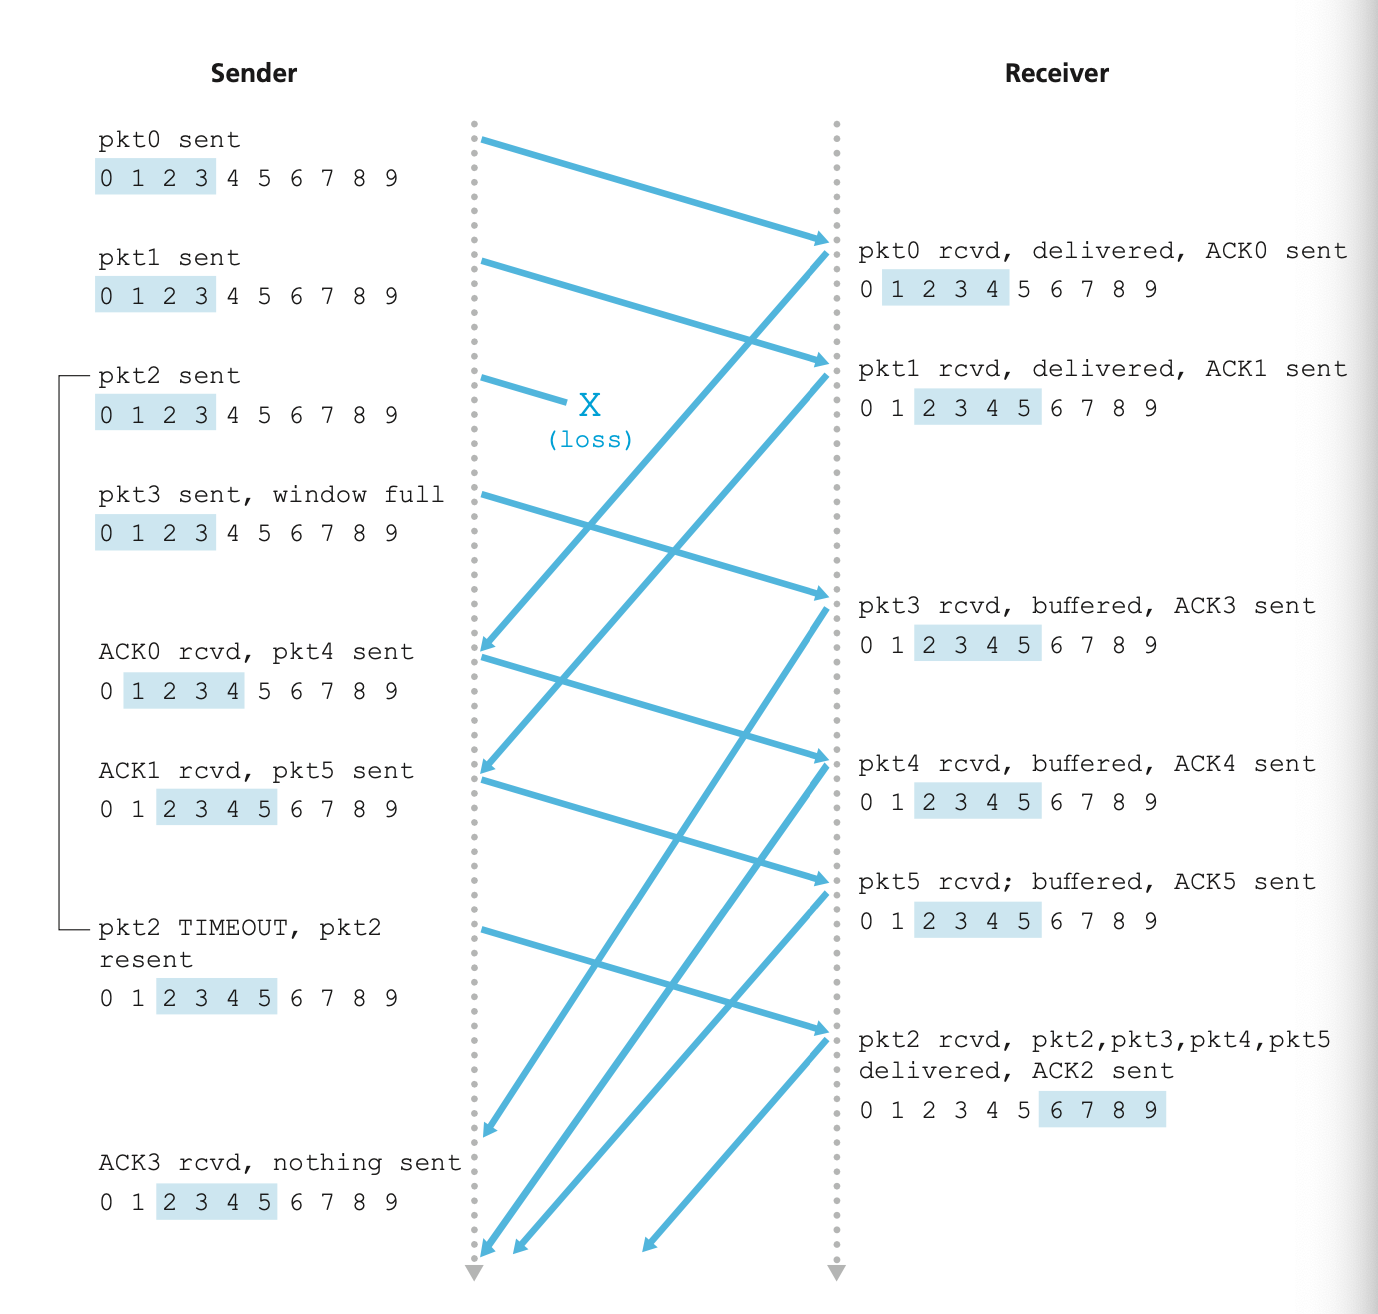 Sender
Receiver
pkt0 sent
0 1 2 3 4 5 6 7 8 9
pkt0 rcvd, delivered, ACK0 sent
0 1 2 3 4 5 6 7 8 9
pkt1 sent
0 1 2 3 4 5 6 7 8 9
pkt1 rcvd, delivered, ACK1 sent
0 1 2 3 4 5 6 7 8 9
pkt2 sent
0 1 2 3 4 5 6 7 8 9
X
(loss)
pkt3 sent, window full
0 1 2 3 4 5 6 7 8 9
pkt3 rcvd, buffered, ACK3 sent
0 1 2 3 4 5 6 7 8 9
ACK0 rcvd, pkt4 sent
0 1 2 3 4 5 6 7 8 9
pkt4 rcvd, buffered, ACK4 sent
0 1 2 3 4 5 6 7 8 9
ACK1 rcvd, pkt5 sent
0 1 2 3 4 5 6 7 8 9
pkt5 rcvd; buffered, ACK5 sent
0 1 2 3 4 5 6 7 8 9
pkt2 TIMEOUT, pkt2
resent
0 1 2 3 4 5 6 7 8 9
pkt2 rcvd, pkt2,pkt3,pkt4,pkt5
delivered, ACK2 sent
0 1 2 3 4 5 6 7 8 9
ACK3 rcvd, nothing sent
0 1 2 3 4 5 6 7 8 9